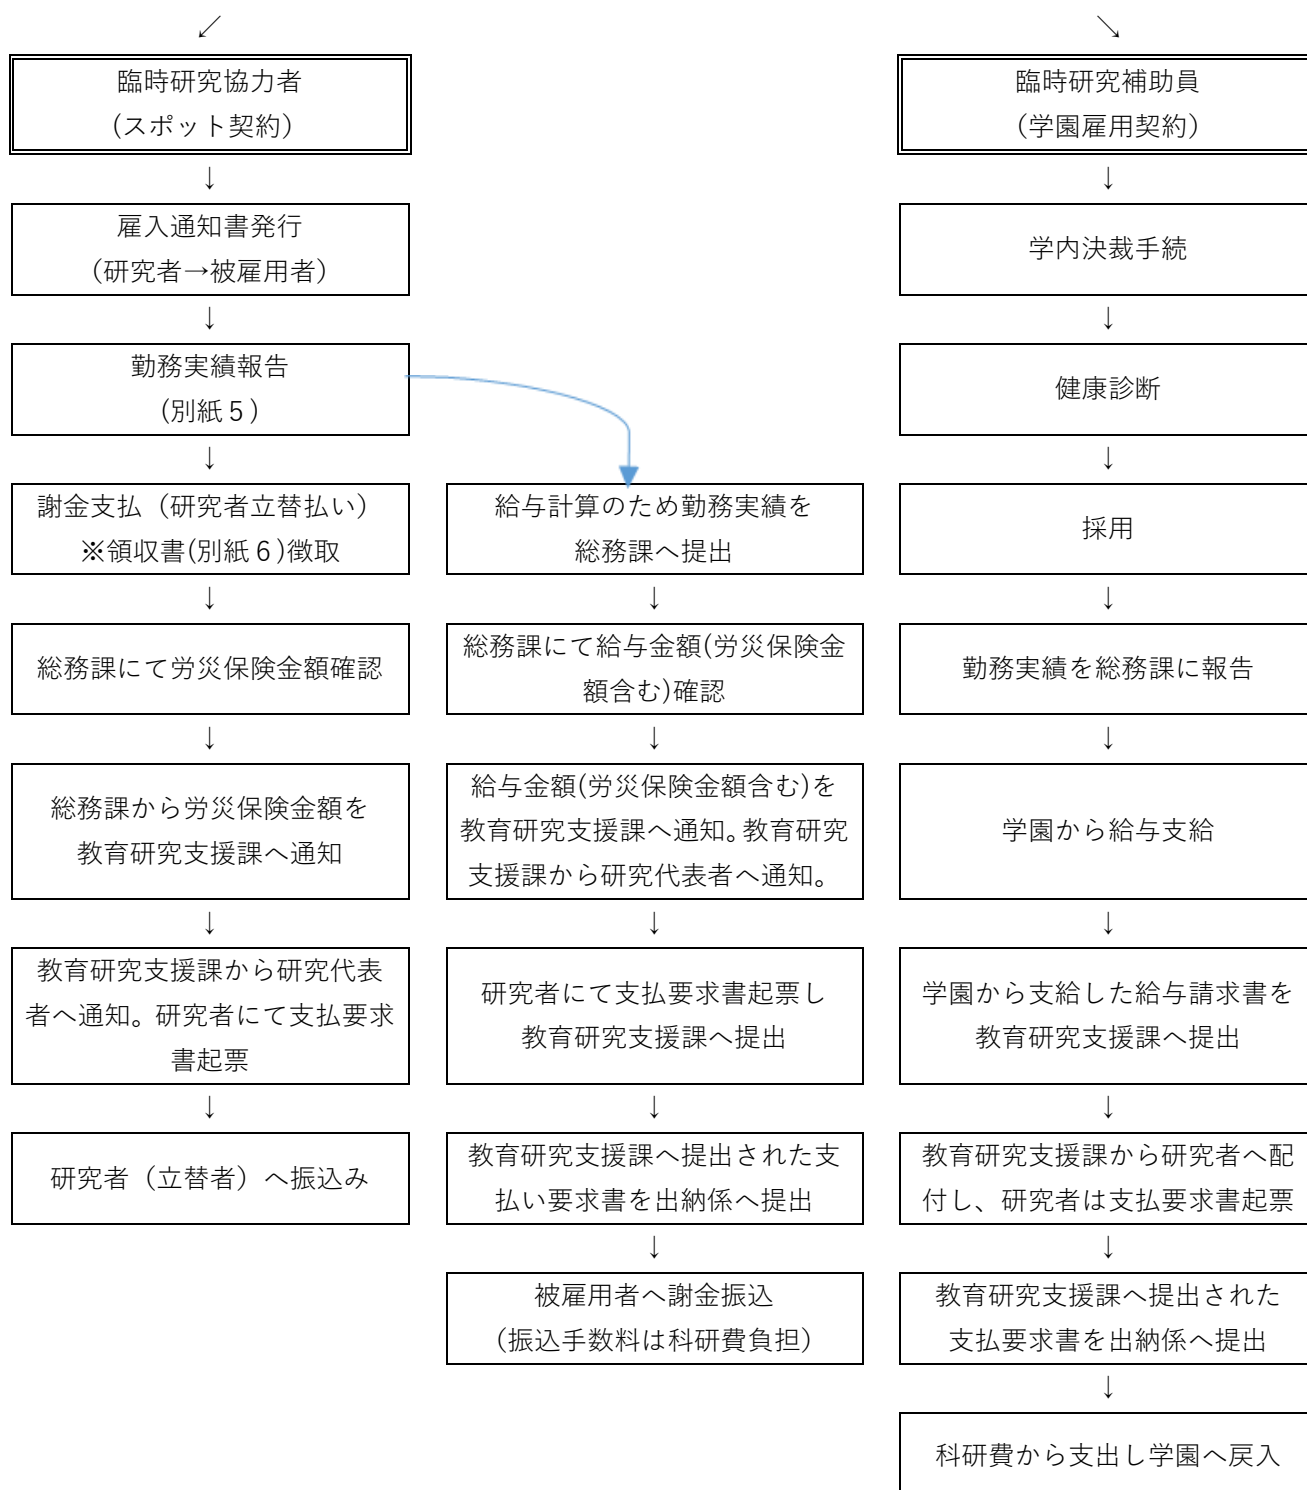 ↙
↘
臨時研究協力者
(スポット契約)
↓
雇入通知書発行
(研究者→被雇用者)
↓
勤務実績報告
(別紙５)
↓
謝金支払（研究者立替払い）
※領収書(別紙６)徴取
↓
総務課にて労災保険金額確認
↓
総務課から労災保険金額を
教育研究支援課へ通知
↓
教育研究支援課から研究代表
者へ通知。研究者にて支払要求
書起票
↓
研究者（立替者）へ振込み
給与計算のため勤務実績を
総務課へ提出
↓
総務課にて給与金額(労災保険金
額含む)確認
↓
給与金額(労災保険金額含む)を
教育研究支援課へ通知。教育研究
支援課から研究代表者へ通知。
↓
研究者にて支払要求書起票し
教育研究支援課へ提出
↓
教育研究支援課へ提出された支
払い要求書を出納係へ提出
↓
被雇用者へ謝金振込
(振込手数料は科研費負担)
臨時研究補助員
(学園雇用契約)
↓
学内決裁手続
↓
健康診断
↓
採用
↓
勤務実績を総務課に報告
↓
学園から給与支給
↓
学園から支給した給与請求書を
教育研究支援課へ提出
↓
教育研究支援課から研究者へ配
付し、研究者は支払要求書起票
↓
教育研究支援課へ提出された
支払要求書を出納係へ提出
↓
科研費から支出し学園へ戻入